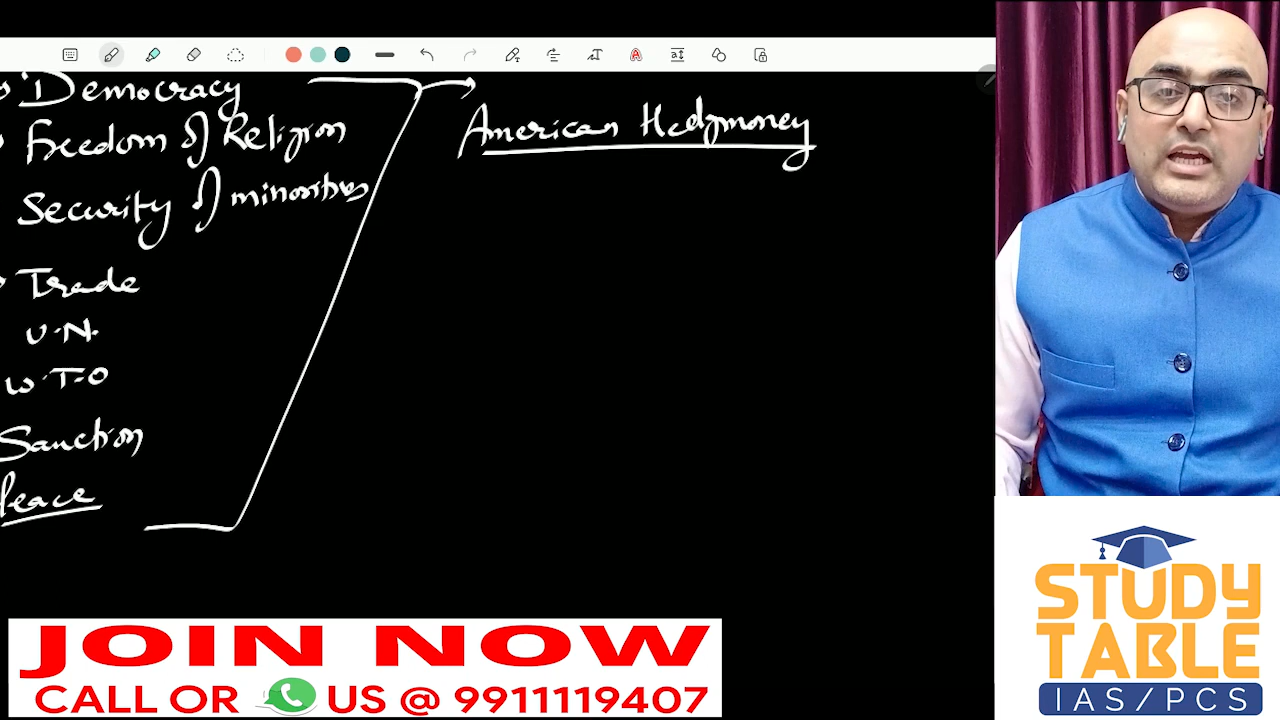 Democracy
Freedom of Religion
Security of minorities
Trade
U.N.
W.T.O
Sanction
Peace
American Hedgmoney
JOIN NOW
CALL OR US @ 9911119407
STUDY
TABLE
IAS/PCS